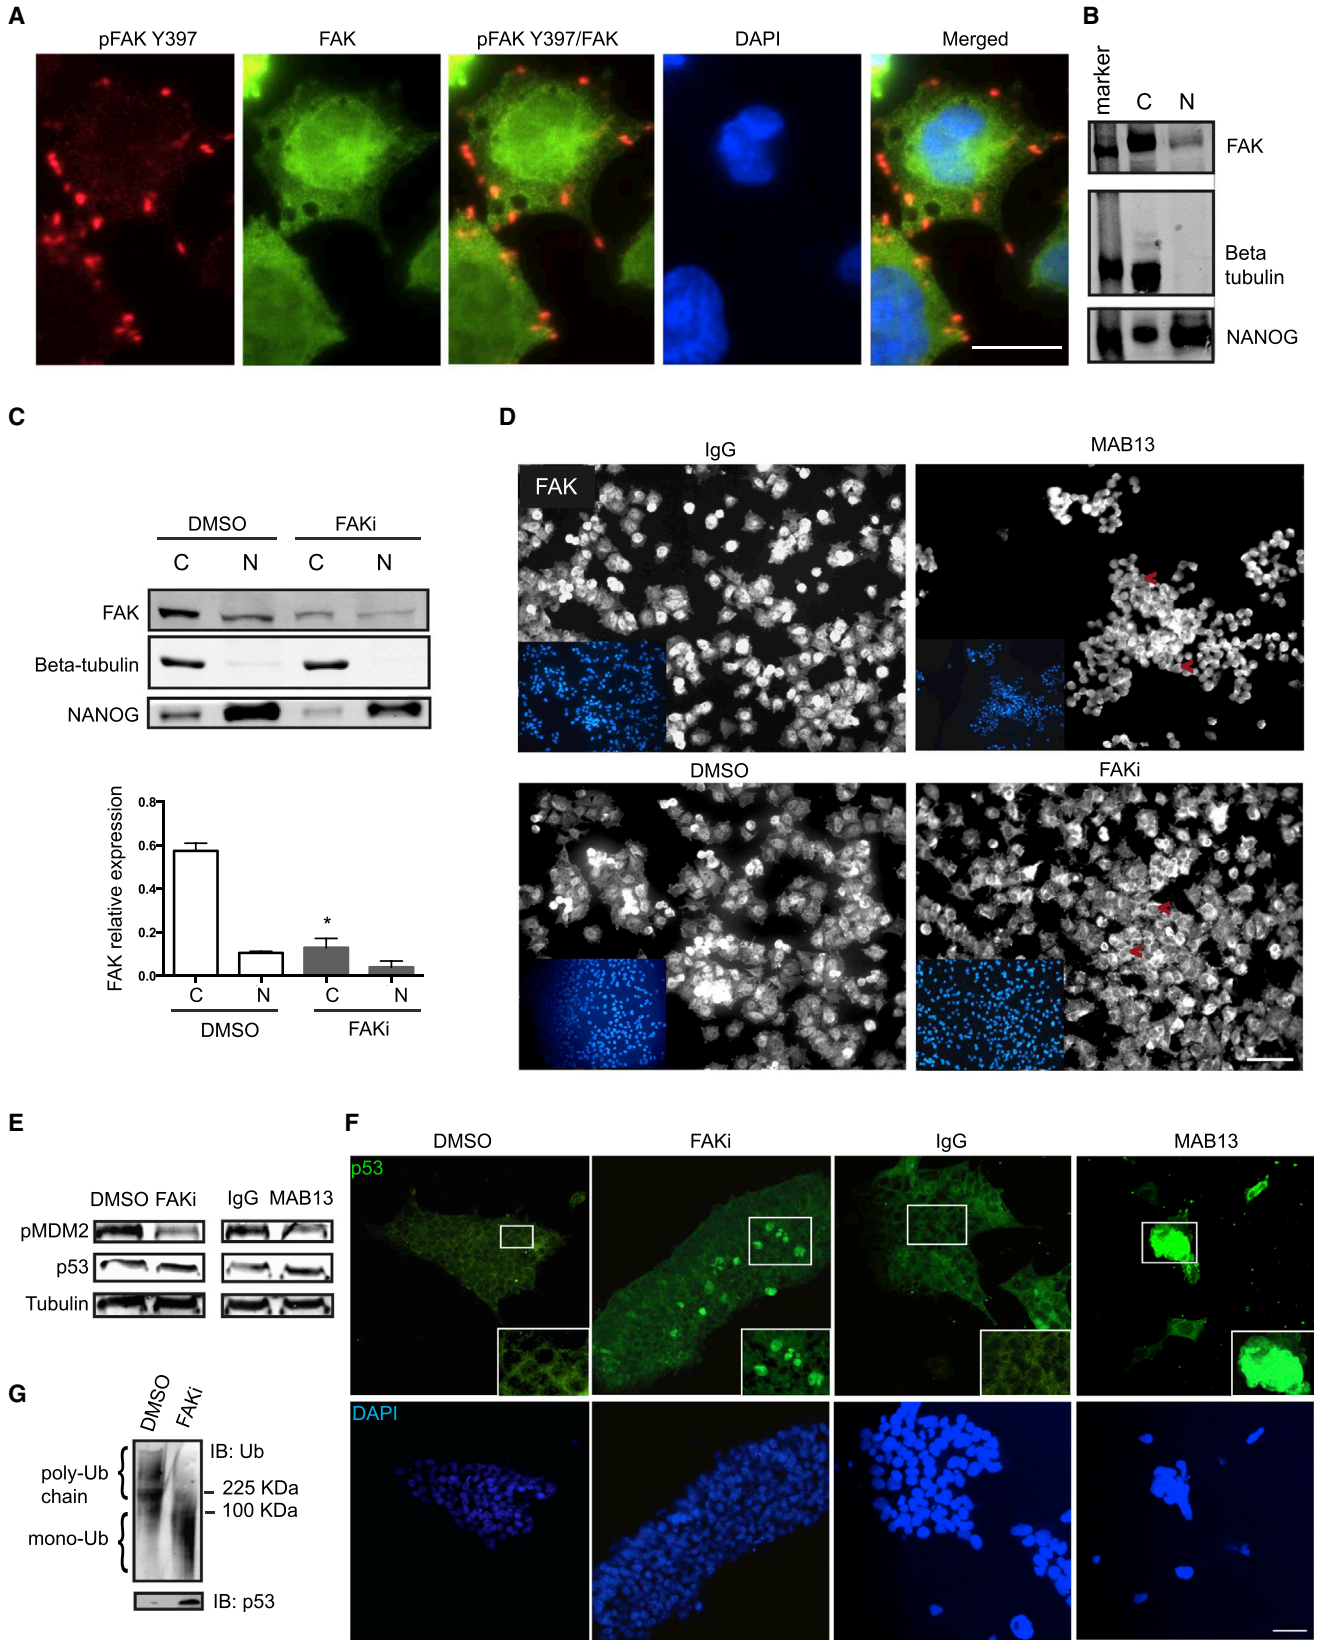 A
pFAK Y397
FAK
pFAK Y397/FAK
DAPI
Merged
B
marker
C
N
FAK
Beta
tubulin
NANOG
C
DMSO
FAKi
C
N
C
N
FAK
Beta-tubulin
NANOG
FAK relative expression
0.8
0.6
0.4
0.2
0.0
*
C
N
C
N
DMSO
FAKi
D
IgG
MAB13
FAK
DMSO
FAKi
E
DMSO FAKi
IgG MAB13
pMDM2
p53
Tubulin
F
DMSO
FAKi
IgG
MAB13
p53
DAPI
G
DMSO
FAKi
IB: Ub
poly-Ub
chain
225 KDa
100 KDa
mono-Ub
IB: p53